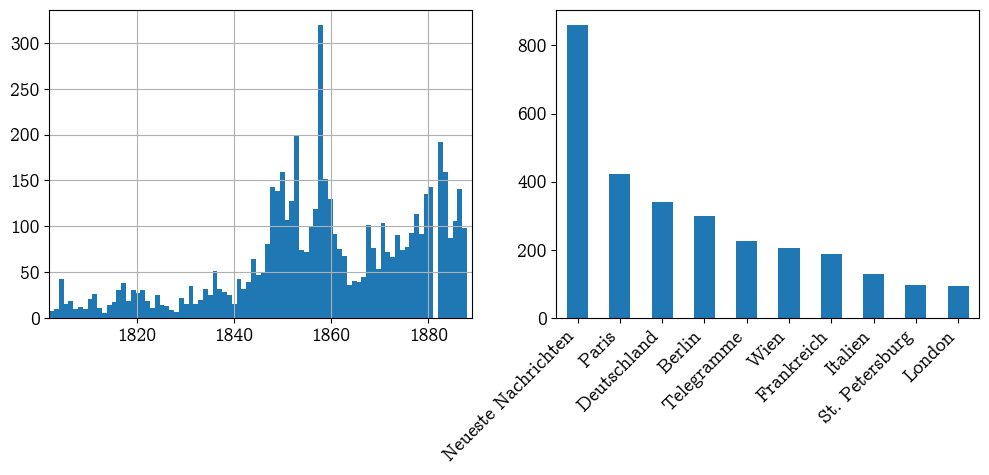 300
250
200
150
100
50
0
1820 1840 1860 1880
800
600
400
200
0
Neueste Nachrichten
Paris
Deutschland
Berlin
Telegramme
Wien
Frankreich
Italien
St. Petersburg
London